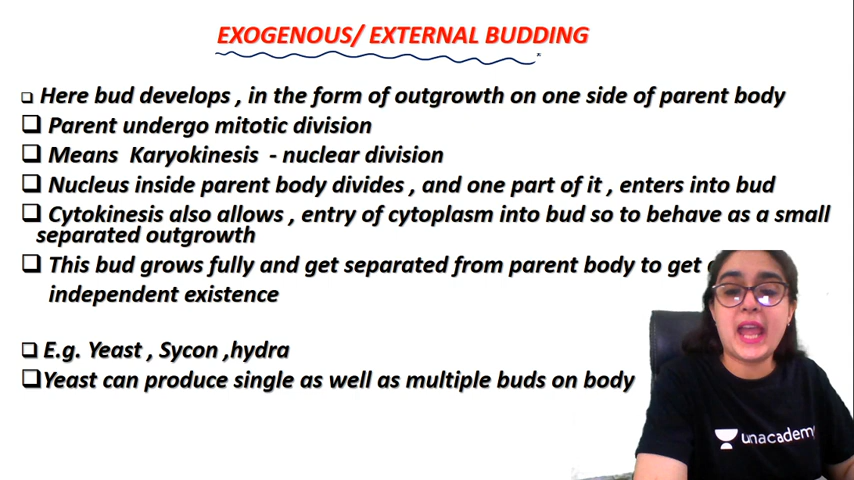 EXOGENOUS/ EXTERNAL BUDDING
Here bud develops , in the form of outgrowth on one side of parent body
Parent undergo mitotic division
Means Karyokinesis - nuclear division
Nucleus inside parent body divides , and one part of it , enters into bud
Cytokinesis also allows , entry of cytoplasm into bud so to behave as a small
separated outgrowth
This bud grows fully and get separated from parent body to get
independent existence
E.g. Yeast , Sycon ,hydra
Yeast can produce single as well as multiple buds on body
unacademy